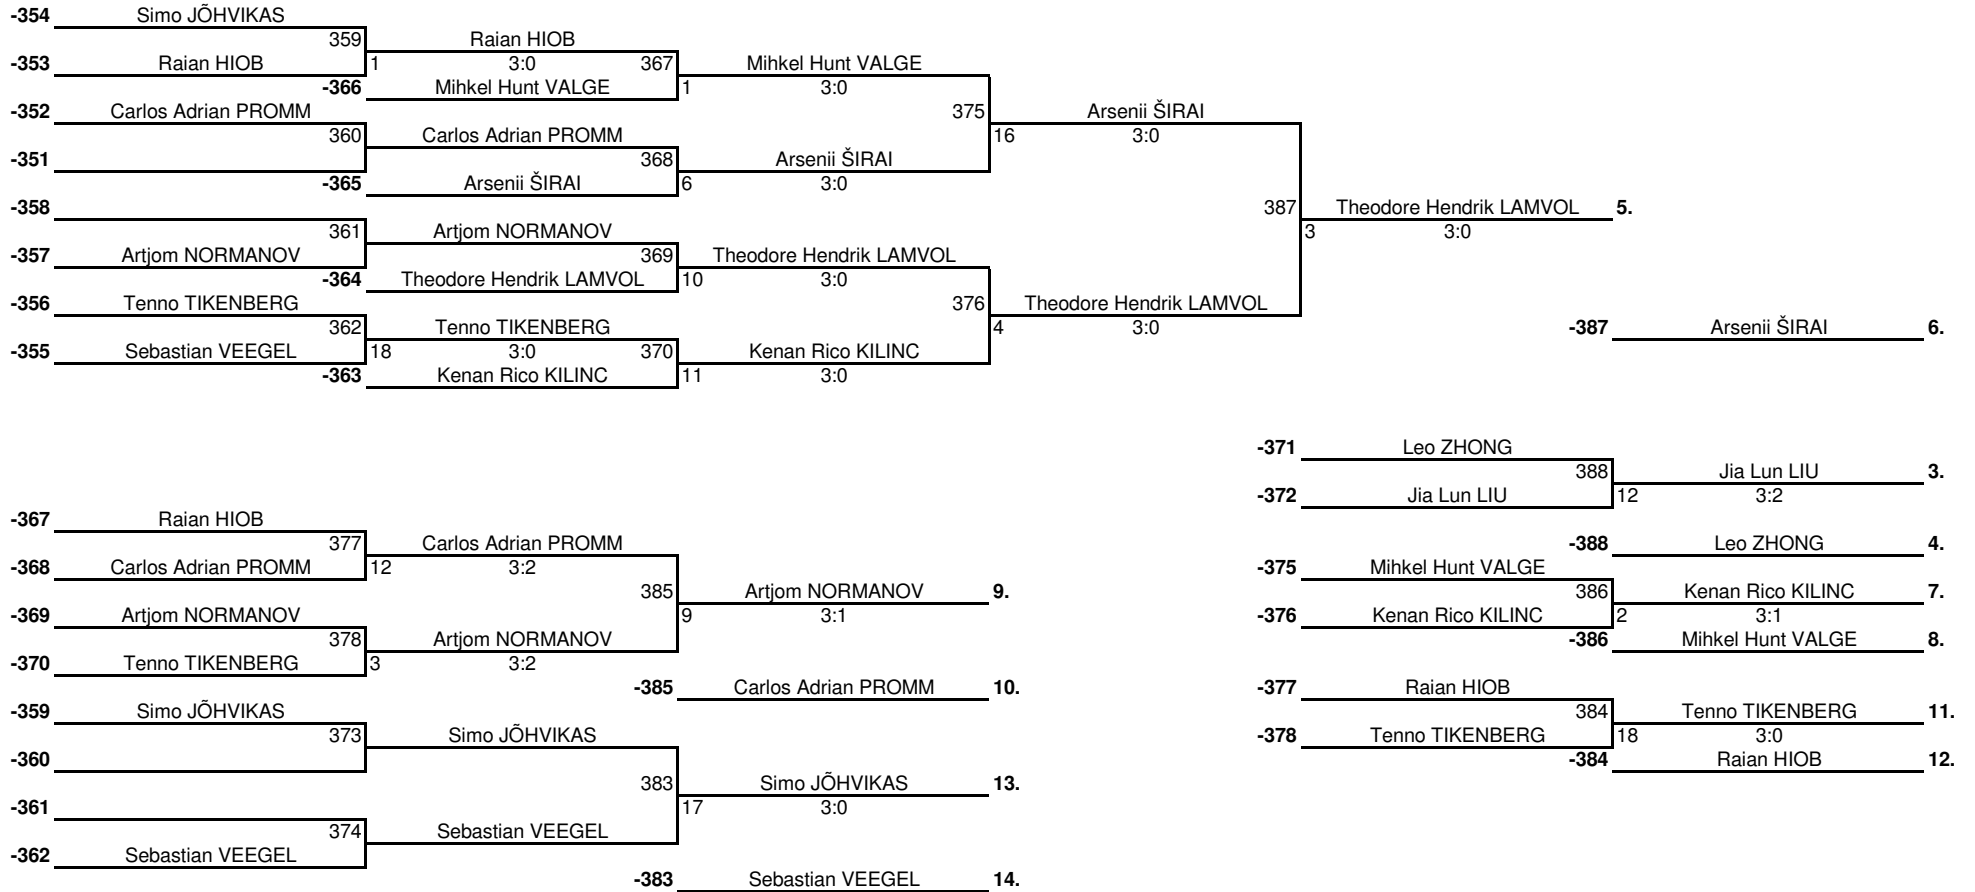 -354 Simo JÕHVIKAS
359 Raian HIOB
-353 Raian HIOB 1 3:0 367 Mihkel Hunt VALGE
-366 Mihkel Hunt VALGE 1 3:0
-352 Carlos Adrian PROMM 375 Arsenii ŠIRAI
360 Carlos Adrian PROMM 16 3:0
-351 368 Arsenii ŠIRAI
-365 Arsenii ŠIRAI 6 3:0
-358 387 Theodore Hendrik LAMVOL 5.
361 Artjom NORMANOV 3 3:0
-357 Artjom NORMANOV 369 Theodore Hendrik LAMVOL
-364 Theodore Hendrik LAMVOL 10 3:0
-356 Tenno TIKENBERG 376 Theodore Hendrik LAMVOL
362 Tenno TIKENBERG 4 3:0 -387 Arsenii ŠIRAI 6.
-355 Sebastian VEEGEL 18 3:0 370 Kenan Rico KILINC
-363 Kenan Rico KILINC 11 3:0
-371 Leo ZHONG
388 Jia Lun LIU 3.
-372 Jia Lun LIU 12 3:2
-367 Raian HIOB
377 Carlos Adrian PROMM -388 Leo ZHONG 4.
-368 Carlos Adrian PROMM 12 3:2 -375 Mihkel Hunt VALGE
385 Artjom NORMANOV 9. 386 Kenan Rico KILINC 7.
-369 Artjom NORMANOV 9 3:1 -376 Kenan Rico KILINC 2 3:1
378 Artjom NORMANOV -386 Mihkel Hunt VALGE 8.
-370 Tenno TIKENBERG 3 3:2
-385 Carlos Adrian PROMM 10. -377 Raian HIOB
-359 Simo JÕHVIKAS 384 Tenno TIKENBERG 11.
373 Simo JÕHVIKAS -378 Tenno TIKENBERG 18 3:0
-360 -384 Raian HIOB 12.
383 Simo JÕHVIKAS 13.
-361 17 3:0
374 Sebastian VEEGEL
-362 Sebastian VEEGEL
-383 Sebastian VEEGEL 14.